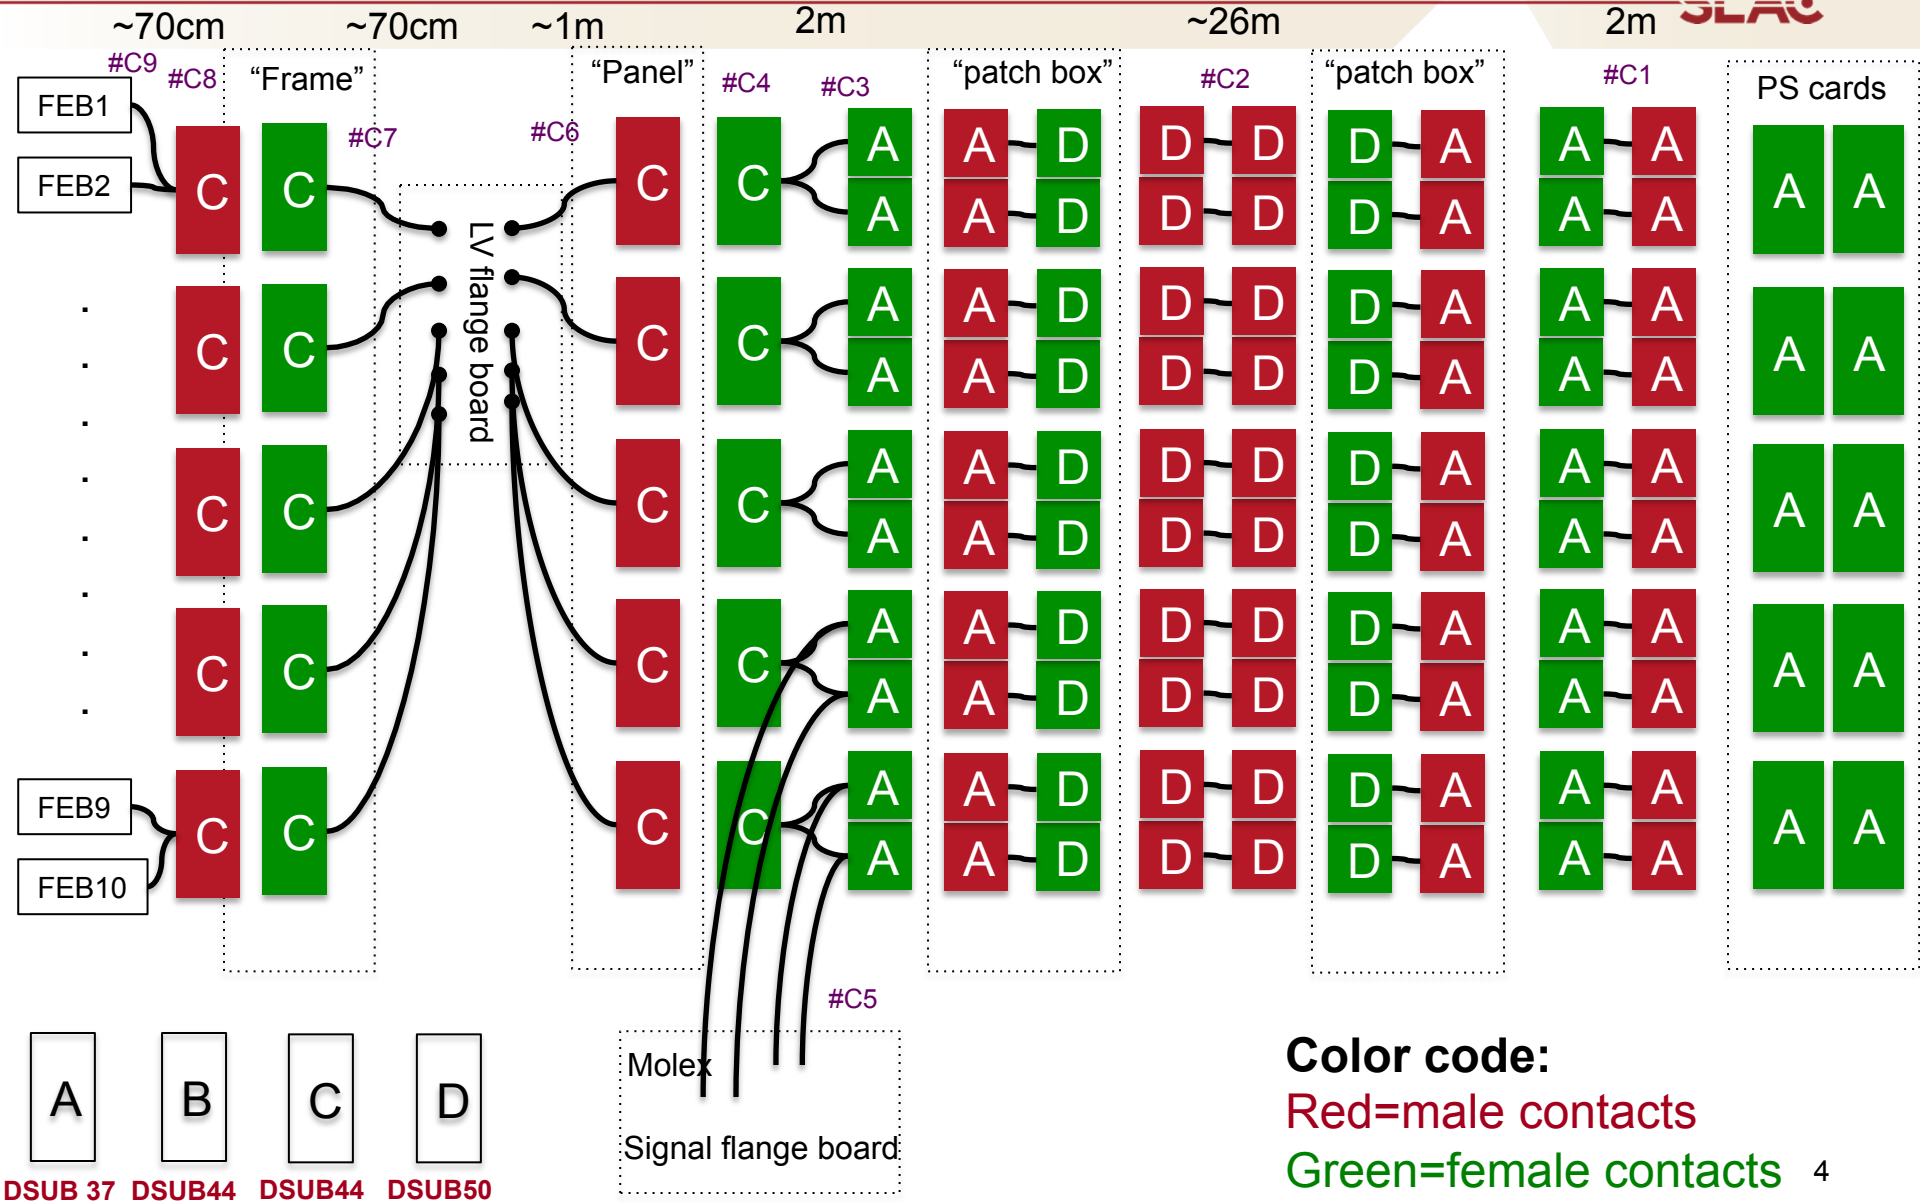 SLAC
~70cm ~70cm ~1m 2m ~26m 2m
#C9 #C8 "Frame" #C7 #C6 "Panel" #C4 #C3 "patch box" #C2 "patch box" #C1 PS cards
FEB1
FEB2
C C C C A A D D D D A A A A A
A A D D D D A A A
C C C C A A D D D D A A A A A
A A D D D D A A A
C C C C A A D D D D A A A A A
A A D D D D A A A
C C C C A A D D D D A A A A A
A A D D D D A A A
C C C C A A D D D D A A A A A
A A D D D D A A A
LV flange board
FEB9
FEB10
#C5
Molex
Signal flange board
A B C D
DSUB 37 DSUB44 DSUB44 DSUB50
Color code:
Red=male contacts
Green=female contacts
4